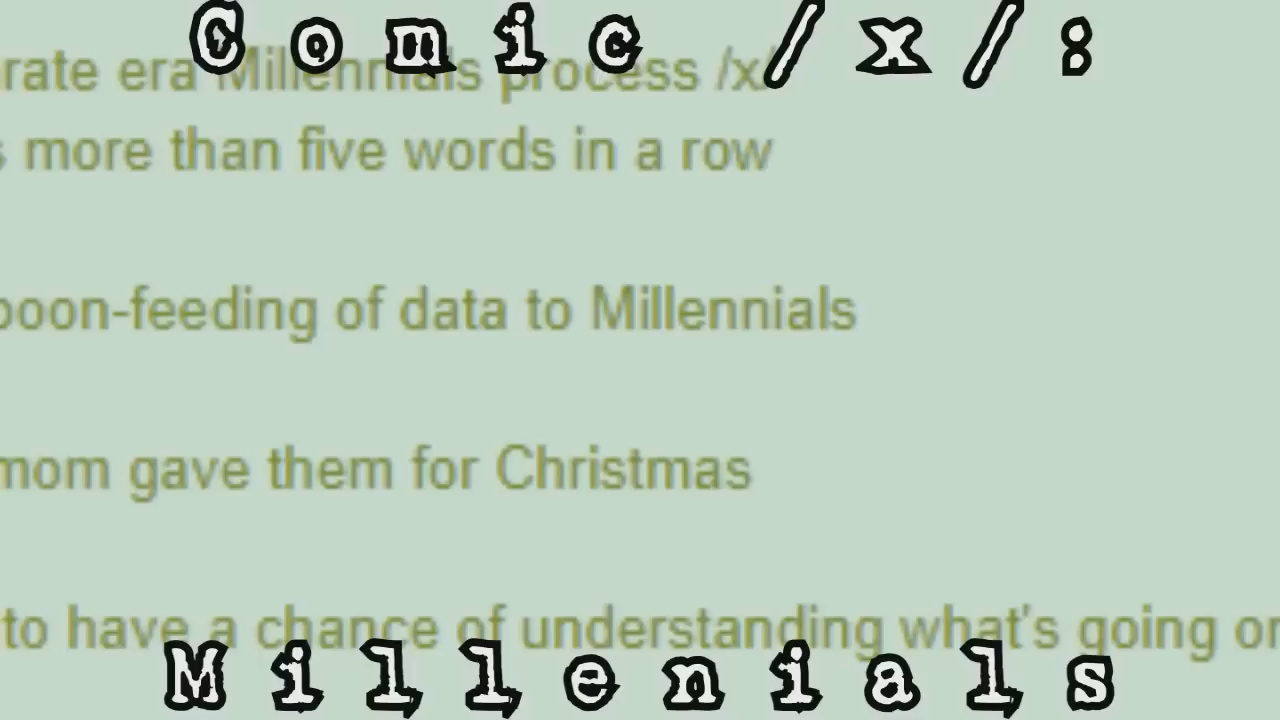 Comic /x/:
rate era Millennials process /x/
s more than five words in a row
poon-feeding of data to Millennials
mom gave them for Christmas
to have a chance of understanding what's going on
Millenials